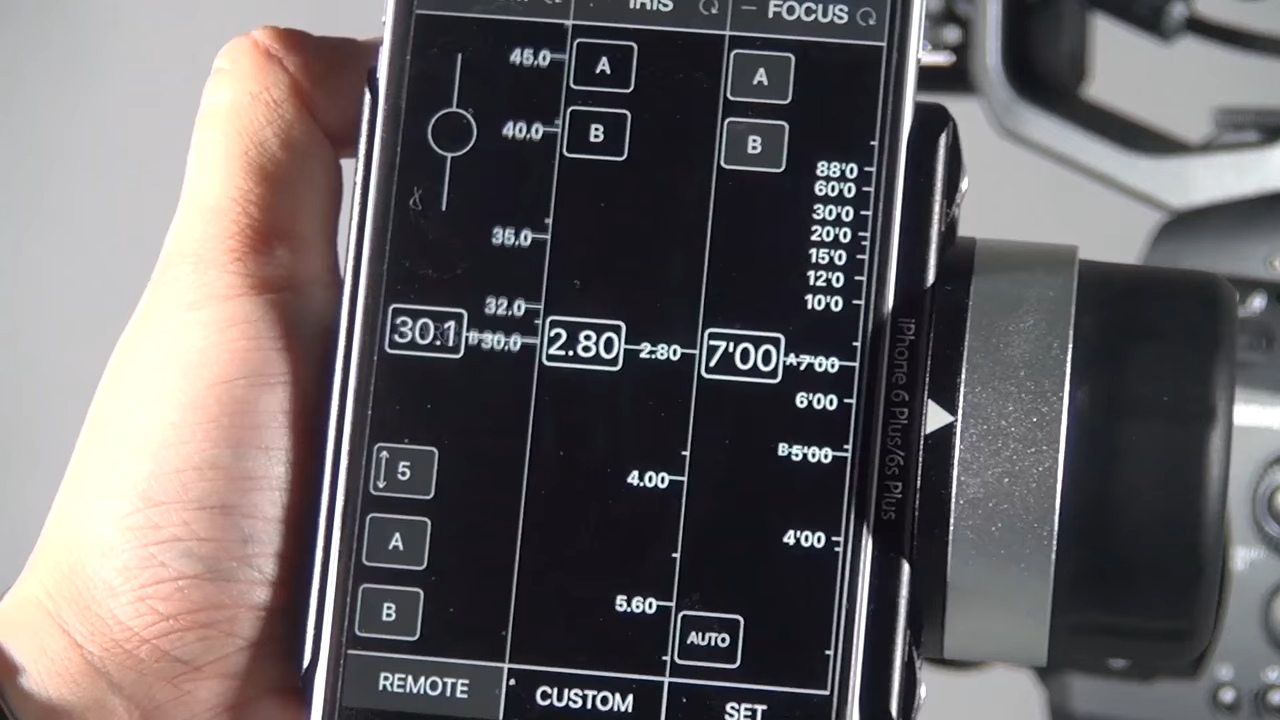 IRIS
FOCUS
45.0
A
A
40.0
B
B
88'0
60'0
30'0
20'0
35.0
15'0
12'0
32.0
10'0
30.1
B 30.0
2.80
2.80
7'00
A 7'00
6'00
B 5'00
5
4.00
A
4'00
B
5.60
AUTO
REMOTE
CUSTOM
SET
iPhone 6 Plus/6s Plus